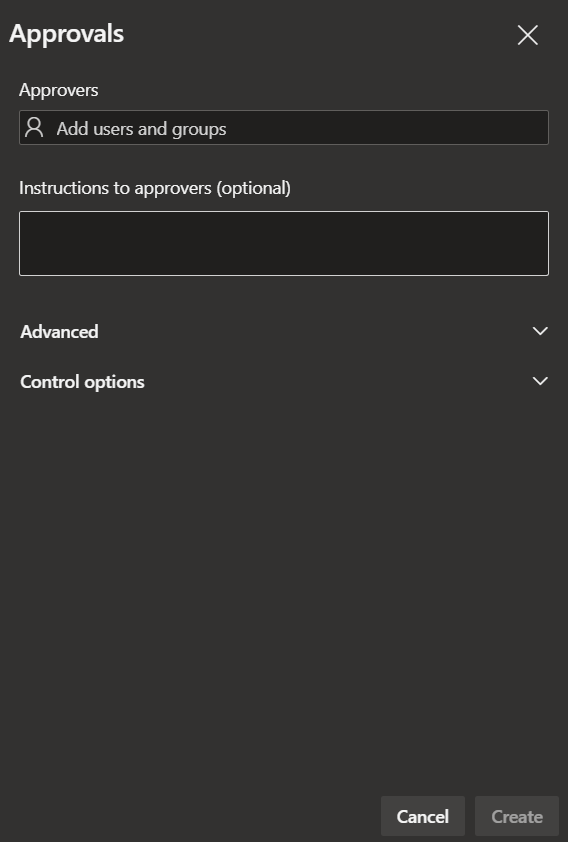 Approvals
Approvers
Add users and groups
Instructions to approvers (optional)
Advanced
Control options
Cancel
Create